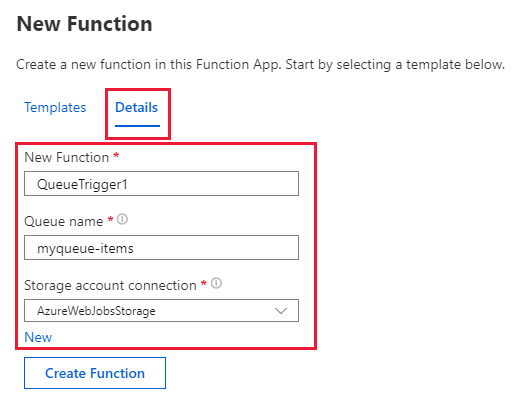 New Function
Create a new function in this Function App. Start by selecting a template below.
Templates Details
New Function *
QueueTrigger1
Queue name *
myqueue-items
Storage account connection *
AzureWebJobsStorage
New
Create Function